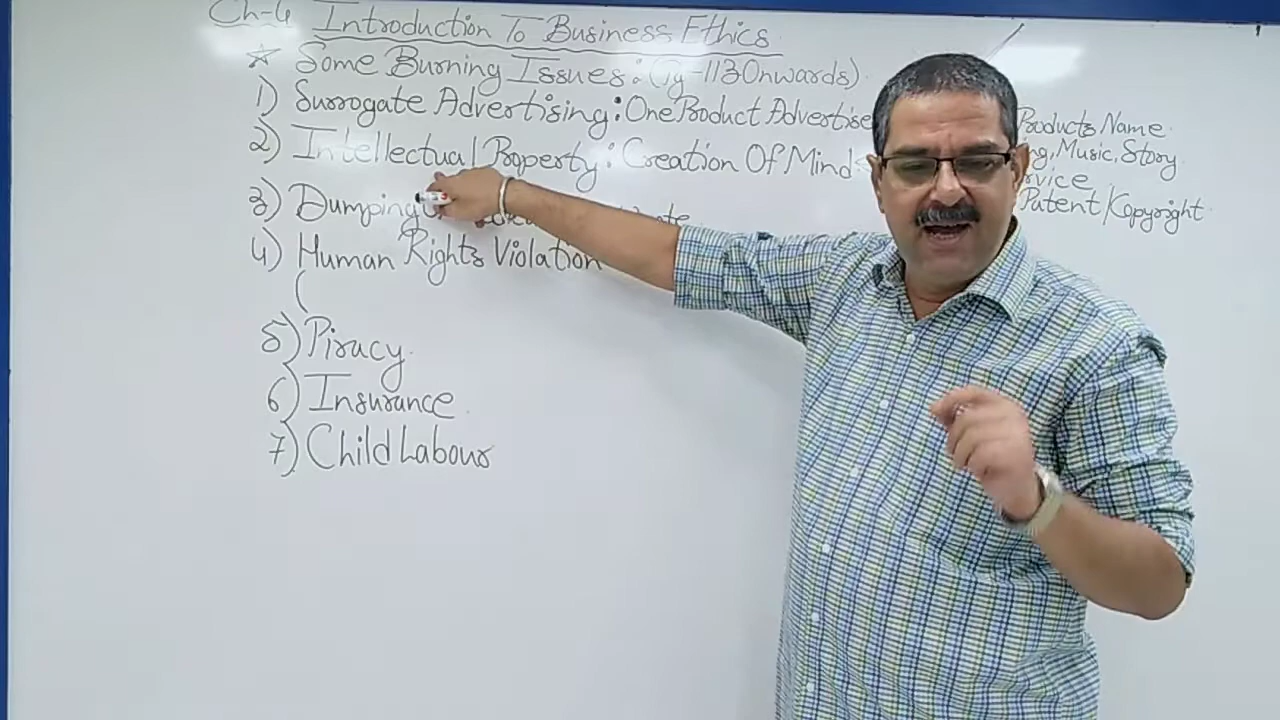 Ch-6 Introduction To Business Ethics
☆ Some Burning Issues: (Pg-113 Onwards).
1) Surrogate Advertising: One Product Advertise Products Name
2) Intellectual Property: Creation Of Mind Music, Story
Patent/Kopyright
3) Dumping
4) Human Rights Violation
(
5) Piracy.
6) Insurance.
7) Child Labour